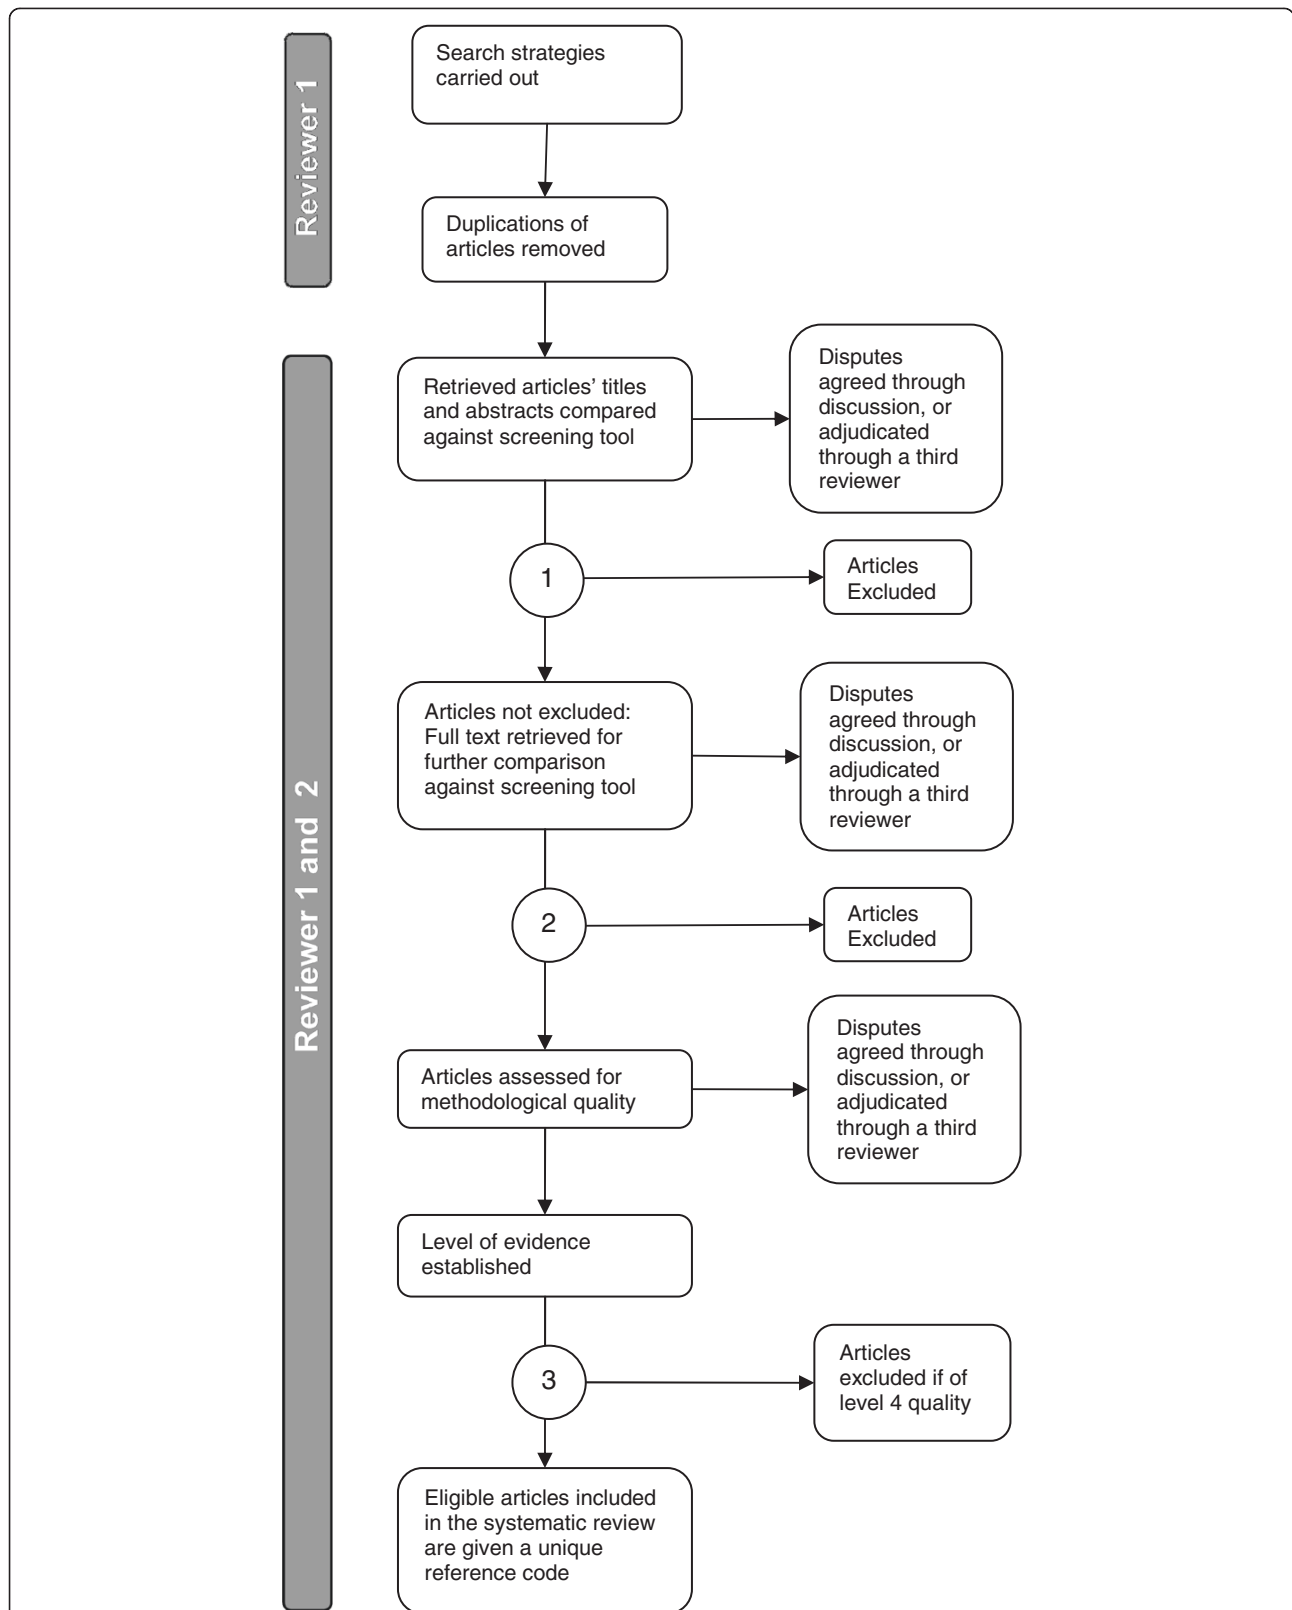 Reviewer 1
Search strategies
carried out
Duplications of
articles removed
Reviewer 1 and 2
Retrieved articles’ titles
and abstracts compared
against screening tool
Disputes
agreed through
discussion, or
adjudicated
through a third
reviewer
1
Articles
Excluded
Articles not excluded:
Full text retrieved for
further comparison
against screening tool
Disputes
agreed through
discussion, or
adjudicated
through a third
reviewer
2
Articles
Excluded
Articles assessed for
methodological quality
Disputes
agreed through
discussion, or
adjudicated
through a third
reviewer
Level of evidence
established
3
Articles
excluded if of
level 4 quality
Eligible articles included
in the systematic review
are given a unique
reference code